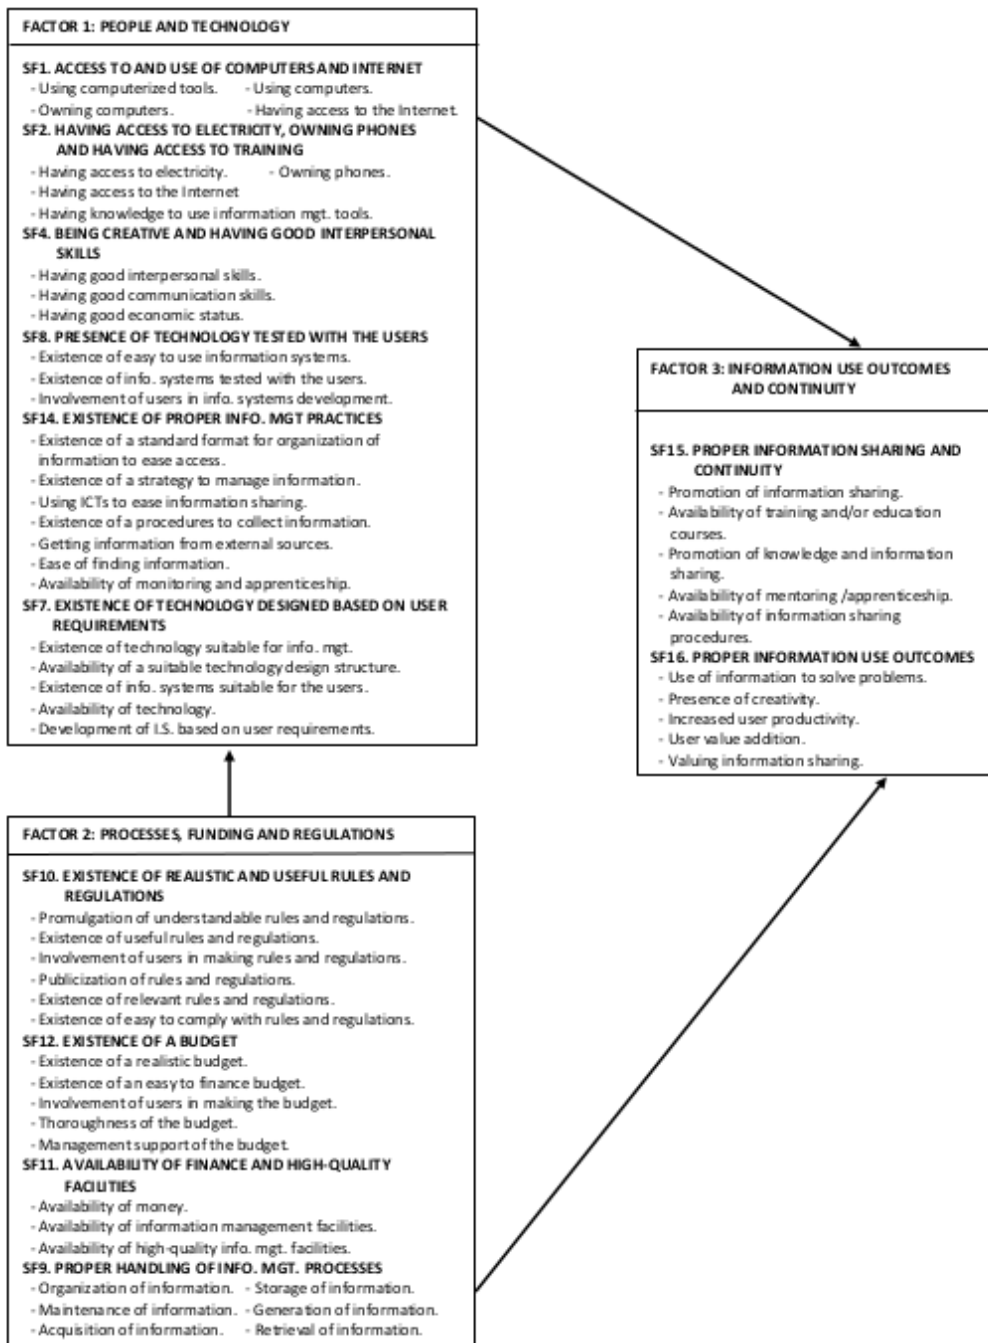 FACTOR 1: PEOPLE AND TECHNOLOGY
SF1. ACCESS TO AND USE OF COMPUTERS AND INTERNET
- Using computerized tools. - Using computers.
- Owning computers. - Having access to the Internet.
SF2. HAVING ACCESS TO ELECTRICITY, OWNING PHONES
AND HAVING ACCESS TO TRAINING
- Having access to electricity. - Owning phones.
- Having access to the Internet
- Having knowledge to use information mgt. tools.
SF4. BEING CREATIVE AND HAVING GOOD INTERPERSONAL
SKILLS
- Having good interpersonal skills.
- Having good communication skills.
- Having good economic status.
SF8. PRESENCE OF TECHNOLOGY TESTED WITH THE USERS
- Existence of easy to use information systems.
- Existence of info. systems tested with the users.
- Involvement of users in info. systems development.
SF14. EXISTENCE OF PROPER INFO. MGT PRACTICES
- Existence of a standard format for organization of
information to ease access.
- Existence of a strategy to manage information.
- Using ICTs to ease information sharing.
- Existence of a procedures to collect information.
- Getting information from external sources.
- Ease of finding information.
- Availability of monitoring and apprenticeship.
SF7. EXISTENCE OF TECHNOLOGY DESIGNED BASED ON USER
REQUIREMENTS
- Existence of technology suitable for info. mgt.
- Availability of a suitable technology design structure.
- Existence of info. systems suitable for the users.
- Availability of technology.
- Development of I.S. based on user requirements.
FACTOR 2: PROCESSES, FUNDING AND REGULATIONS
SF10. EXISTENCE OF REALISTIC AND USEFUL RULES AND
REGULATIONS
- Promulgation of understandable rules and regulations.
- Existence of useful rules and regulations.
- Involvement of users in making rules and regulations.
- Publicization of rules and regulations.
- Existence of relevant rules and regulations.
- Existence of easy to comply with rules and regulations.
SF12. EXISTENCE OF A BUDGET
- Existence of a realistic budget.
- Existence of an easy to finance budget.
- Involvement of users in making the budget.
- Thoroughness of the budget.
- Management support of the budget.
SF11. AVAILABILITY OF FINANCE AND HIGH-QUALITY
FACILITIES
- Availability of money.
- Availability of information management facilities.
- Availability of high-quality info. mgt. facilities.
SF9. PROPER HANDLING OF INFO. MGT. PROCESSES
- Organization of information. - Storage of information.
- Maintenance of information. - Generation of information.
- Acquisition of information. - Retrieval of information.
FACTOR 3: INFORMATION USE OUTCOMES
AND CONTINUITY
SF15. PROPER INFORMATION SHARING AND
CONTINUITY
- Promotion of information sharing.
- Availability of training and/or education
courses.
- Promotion of knowledge and information
sharing.
- Availability of mentoring /apprenticeship.
- Availability of information sharing
procedures.
SF16. PROPER INFORMATION USE OUTCOMES
- Use of information to solve problems.
- Presence of creativity.
- Increased user productivity.
- User value addition.
- Valuing information sharing.